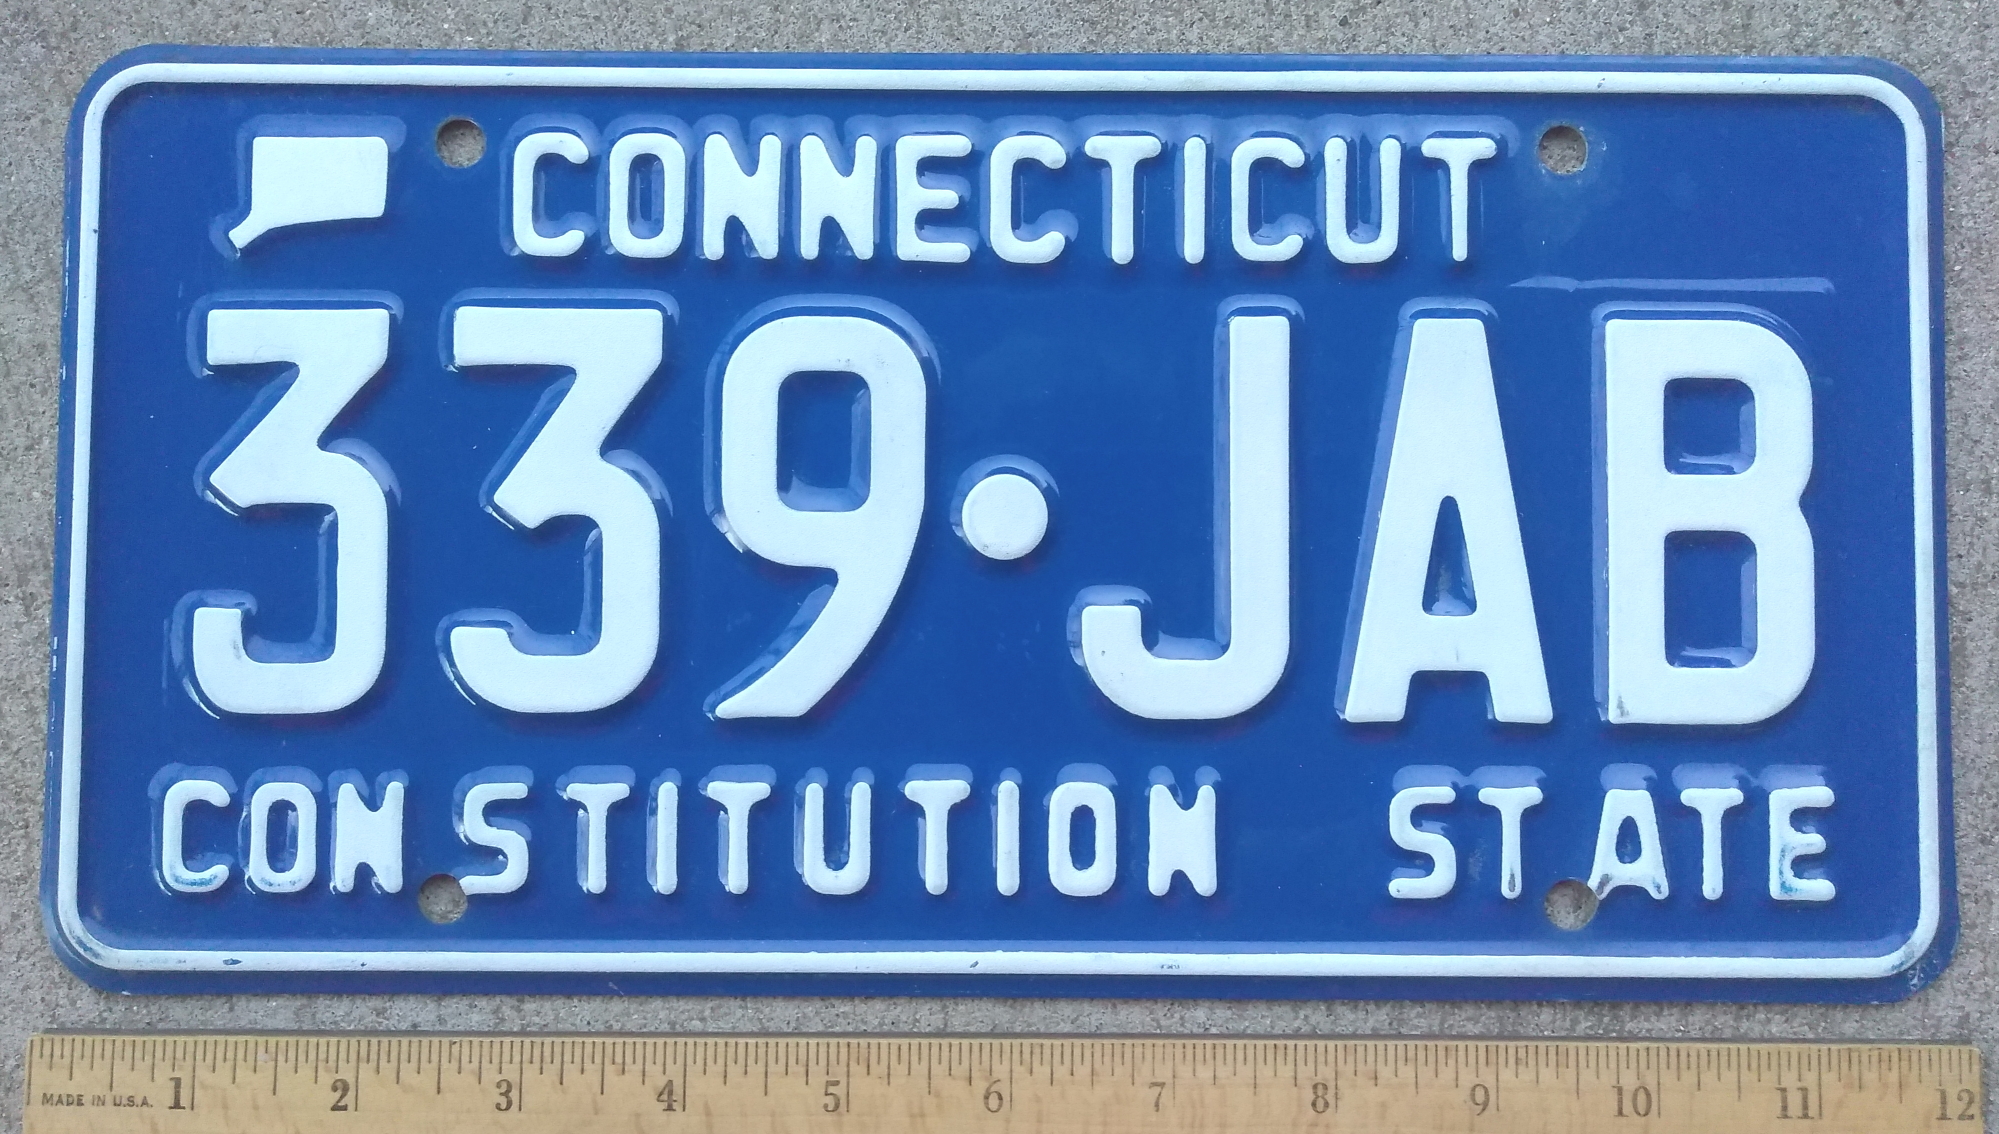 CONNECTICUT
339·JAB
CONSTITUTION STATE
MADE IN U.S.A. 1 2 3 4 5 6 7 8 9 10 11 12